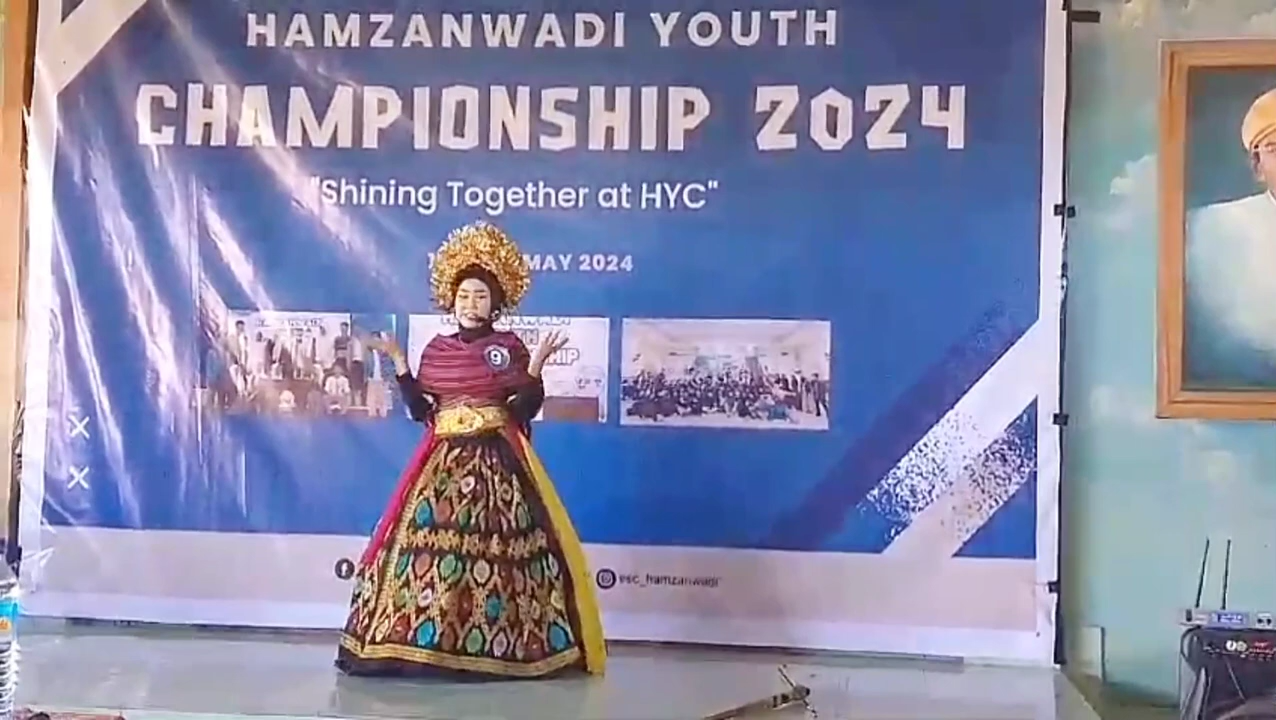 HAMZANWADI YOUTH
CHAMPIONSHIP 2024
"Shining Together at HYC"
MAY 2024
9
esc_hamzanwadi